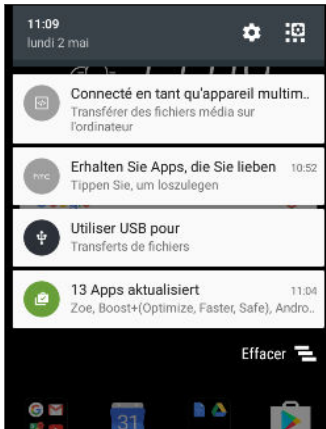 11:09
lundi 2 mai
Connecté en tant qu'appareil multim..
Transférer des fichiers média sur
l'ordinateur
Erhalten Sie Apps, die Sie lieben 10:52
Tippen Sie, um loszulegen
hTC
Utiliser USB pour
Transferts de fichiers
13 Apps aktualisiert 11:04
Zoe, Boost+(Optimize, Faster, Safe), Andro..
Effacer
31